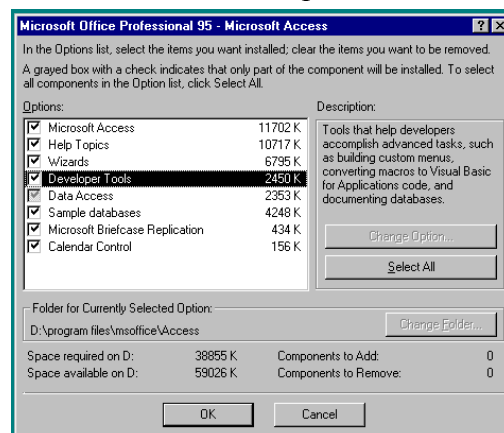 Microsoft Office Professional 95 - Microsoft Access
In the Options list, select the items you want installed; clear the items you want to be removed.
A grayed box with a check indicates that only part of the component will be installed. To select
all components in the Option list, click Select All.
Options:
Microsoft Access 11702 K
Help Topics 10717 K
Wizards 6795 K
Developer Tools 2450 K
Data Access 2353 K
Sample databases 4248 K
Microsoft Briefcase Replication 434 K
Calendar Control 156 K
Description:
Tools that help developers
accomplish advanced tasks, such
as building custom menus,
converting macros to Visual Basic
for Applications code, and
documenting databases.
Change Option...
Select All
Folder for Currently Selected Option:
D:\program files\msoffice\Access
Change Folder...
Space required on D: 38855 K Components to Add: 0
Space available on D: 59026 K Components to Remove: 0
OK Cancel